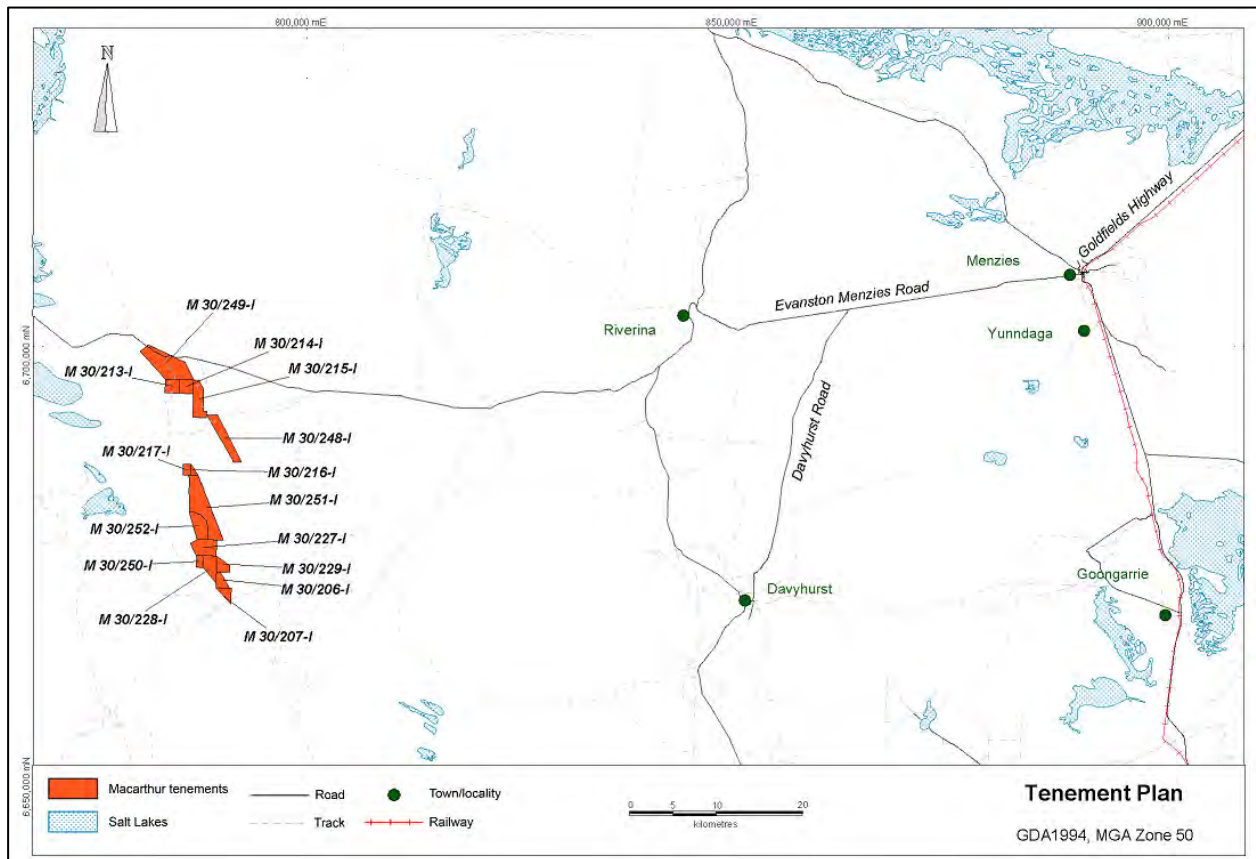 800,000 mE
850,000 mE
900,000 mE
N
Goldfields Highway
Menzies
Evanston Menzies Road
M 30/249-I
Riverina
Yunndaga
6,700,000 mN
M 30/214-I
M 30/213-I
M 30/215-I
Davyhurst Road
M 30/248-I
M 30/217-I
M 30/216-I
M 30/251-I
M 30/252-I
M 30/227-I
M 30/250-I
M 30/229-I
Goongarrie
M 30/206-I
Davyhurst
M 30/228-I
M 30/207-I
6,650,000 mN
Macarthur tenements
Road
Town/locality
Salt Lakes
Track
Railway
0 5 10 20
kilometres
Tenement Plan
GDA1994, MGA Zone 50